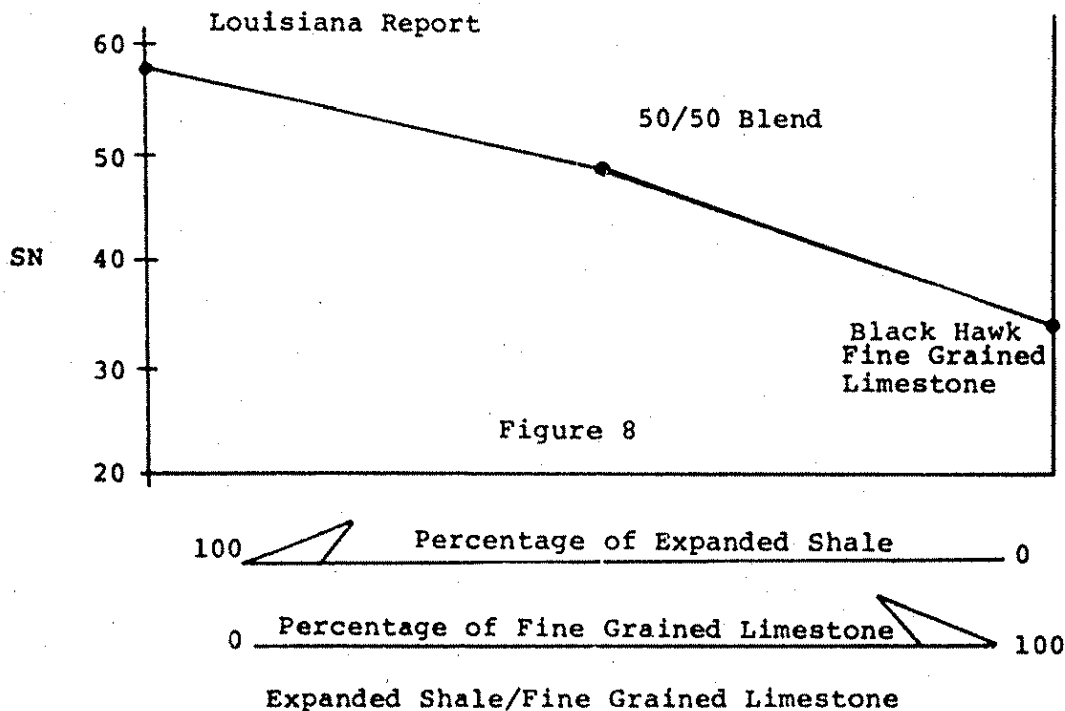 Louisiana Report
60
50/50 Blend
50
SN
40
Black Hawk
Fine Grained
Limestone
30
Figure 8
20
100 Percentage of Expanded Shale 0
0 Percentage of Fine Grained Limestone 100
Expanded Shale/Fine Grained Limestone